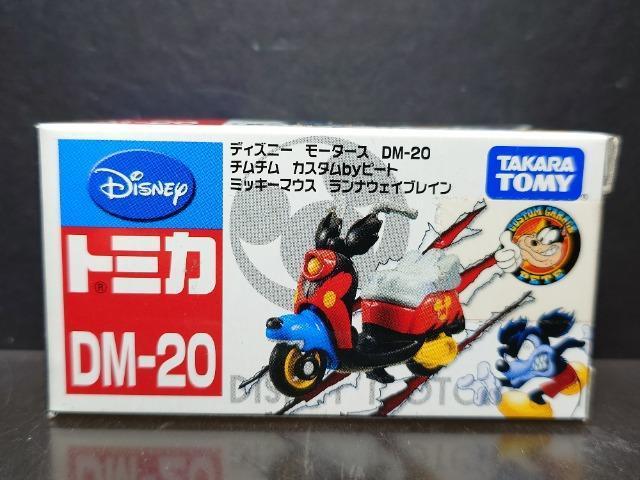 ディズニー モータース DM-20
チムチム カスタムbyピート
ミッキーマウス ランナウェイブレイン
Disney
TAKARA
TOMY
トミカ
®
DM-20
CUSTOM GARAGE